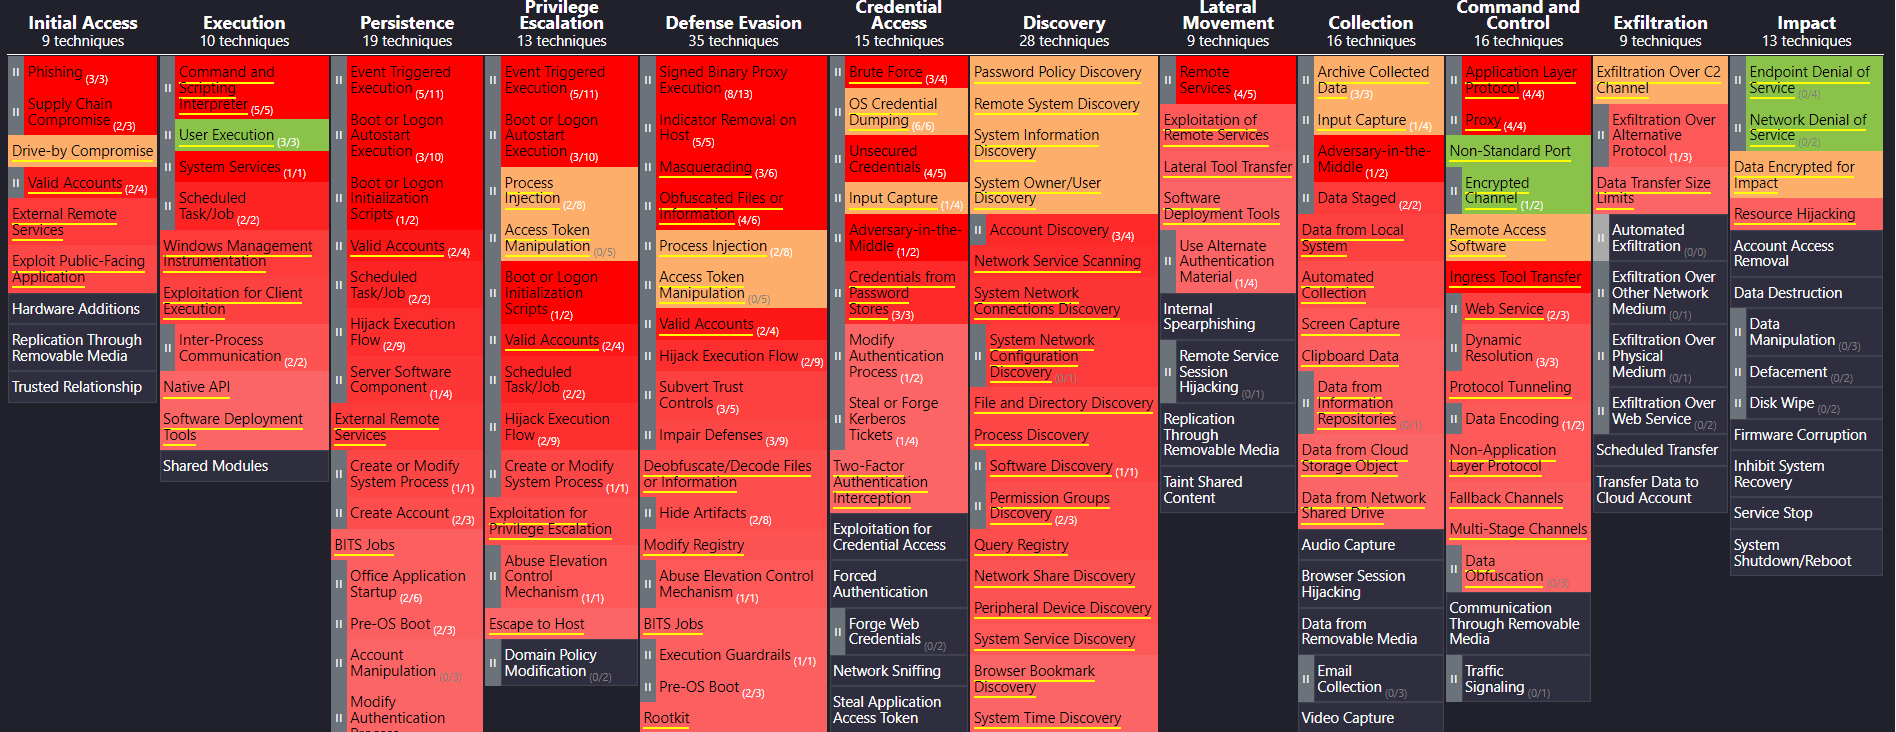 Initial Access
9 techniques
Phishing (3/3)
Supply Chain
Compromise (2/3)
Drive-by Compromise
Valid Accounts (2/4)
External Remote
Services
Exploit Public-Facing
Application
Hardware Additions
Replication Through
Removable Media
Trusted Relationship
Execution
10 techniques
Command and
Scripting
Interpreter (5/5)
User Execution (3/3)
System Services (1/1)
Scheduled
Task/Job (2/2)
Windows Management
Instrumentation
Exploitation for Client
Execution
Inter-Process
Communication (2/2)
Native API
Software Deployment
Tools
Shared Modules
Persistence
19 techniques
Event Triggered
Execution (5/11)
Boot or Logon
Autostart
Execution (3/10)
Boot or Logon
Initialization
Scripts (1/2)
Valid Accounts (2/4)
Scheduled
Task/Job (2/2)
Hijack Execution
Flow (2/9)
Server Software
Component (1/4)
External Remote
Services
Create or Modify
System Process (1/1)
Create Account (2/3)
BITS Jobs
Office Application
Startup (2/6)
Pre-OS Boot (2/3)
Account
Manipulation (0/3)
Modify
Authentication
Process
Privilege
Escalation
13 techniques
Event Triggered
Execution (5/11)
Boot or Logon
Autostart
Execution (3/10)
Process
Injection (2/8)
Access Token
Manipulation (0/5)
Boot or Logon
Initialization
Scripts (1/2)
Valid Accounts (2/4)
Scheduled
Task/Job (2/2)
Hijack Execution
Flow (2/9)
Create or Modify
System Process (1/1)
Exploitation for
Privilege Escalation
Abuse Elevation
Control
Mechanism (1/1)
Escape to Host
Domain Policy
Modification (0/2)
Defense Evasion
35 techniques
Signed Binary Proxy
Execution (8/13)
Indicator Removal on
Host (5/5)
Masquerading (3/6)
Obfuscated Files or
Information (4/6)
Process Injection (2/8)
Access Token
Manipulation (0/5)
Valid Accounts (2/4)
Hijack Execution Flow (2/9)
Subvert Trust
Controls (3/5)
Impair Defenses (3/9)
Deobfuscate/Decode Files
or Information
Hide Artifacts (2/8)
Modify Registry
Abuse Elevation Control
Mechanism (1/1)
BITS Jobs
Execution Guardrails (1/1)
Pre-OS Boot (2/3)
Rootkit
Credential
Access
15 techniques
Brute Force (3/4)
OS Credential
Dumping (6/6)
Unsecured
Credentials (4/5)
Input Capture (1/4)
Adversary-in-the-
Middle (1/2)
Credentials from
Password
Stores (3/3)
Modify
Authentication
Process (1/2)
Steal or Forge
Kerberos
Tickets (1/4)
Two-Factor
Authentication
Interception
Exploitation for
Credential Access
Forced
Authentication
Forge Web
Credentials (0/2)
Network Sniffing
Steal Application
Access Token
Discovery
28 techniques
Password Policy Discovery
Remote System Discovery
System Information
Discovery
System Owner/User
Discovery
Account Discovery (3/4)
Network Service Scanning
System Network
Connections Discovery
System Network
Configuration
Discovery (0/1)
File and Directory Discovery
Process Discovery
Software Discovery (1/1)
Permission Groups
Discovery (2/3)
Query Registry
Network Share Discovery
Peripheral Device Discovery
System Service Discovery
Browser Bookmark
Discovery
System Time Discovery
Lateral
Movement
9 techniques
Remote
Services (4/5)
Exploitation of
Remote Services
Lateral Tool Transfer
Software
Deployment Tools
Use Alternate
Authentication
Material (1/4)
Internal
Spearphishing
Remote Service
Session
Hijacking (0/1)
Replication
Through
Removable Media
Taint Shared
Content
Collection
16 techniques
Archive Collected
Data (3/3)
Input Capture (1/4)
Adversary-in-the-
Middle (1/2)
Data Staged (2/2)
Data from Local
System
Automated
Collection
Screen Capture
Clipboard Data
Data from
Information
Repositories (0/1)
Data from Cloud
Storage Object
Data from Network
Shared Drive
Audio Capture
Browser Session
Hijacking
Data from
Removable Media
Email
Collection (0/3)
Video Capture
Command and
Control
16 techniques
Application Layer
Protocol (4/4)
Proxy (4/4)
Non-Standard Port
Encrypted
Channel (1/2)
Remote Access
Software
Ingress Tool Transfer
Web Service (2/3)
Dynamic
Resolution (3/3)
Protocol Tunneling
Data Encoding (1/2)
Non-Application
Layer Protocol
Fallback Channels
Multi-Stage Channels
Data
Obfuscation (0/3)
Communication
Through Removable
Media
Traffic
Signaling (0/1)
Exfiltration
9 techniques
Exfiltration Over C2
Channel
Exfiltration Over
Alternative
Protocol (1/3)
Data Transfer Size
Limits
Automated
Exfiltration (0/0)
Exfiltration Over
Other Network
Medium (0/1)
Exfiltration Over
Physical
Medium (0/1)
Exfiltration Over
Web Service (0/2)
Scheduled Transfer
Transfer Data to
Cloud Account
Impact
13 techniques
Endpoint Denial of
Service (0/4)
Network Denial of
Service (0/2)
Data Encrypted for
Impact
Resource Hijacking
Account Access
Removal
Data Destruction
Data
Manipulation (0/3)
Defacement (0/2)
Disk Wipe (0/2)
Firmware Corruption
Inhibit System
Recovery
Service Stop
System
Shutdown/Reboot